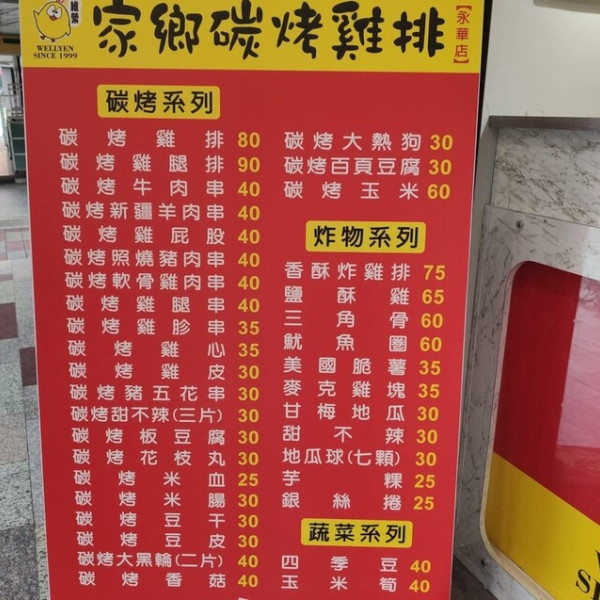 維縈
WELLYEN
SINCE 1999
家鄉碳烤雞排
【永華店】
碳烤系列
碳烤雞排 80
碳烤雞腿排 90
碳烤牛肉串 40
碳烤新疆羊肉串 40
碳烤雞屁股 40
碳烤照燒豬肉串 40
碳烤軟骨雞肉串 40
碳烤雞腿串 40
碳烤雞胗串 35
碳烤雞心 35
碳烤雞皮 30
碳烤豬五花串 30
碳烤甜不辣(三片) 30
碳烤板豆腐 30
碳烤花枝丸 30
碳烤米血 25
碳烤米腸 30
碳烤豆干 30
碳烤豆皮 30
碳烤大黑輪(二片) 40
碳烤香菇 40
碳烤大熱狗 30
碳烤百頁豆腐 30
碳烤玉米 60
炸物系列
香酥炸雞排 75
鹽酥雞 65
三角骨 60
魷魚圈 60
美國脆薯 35
麥克雞塊 35
甘梅地瓜 30
甜不辣 30
地瓜球(七顆) 30
芋粿 25
銀絲捲 25
蔬菜系列
四季豆 40
玉米筍 40